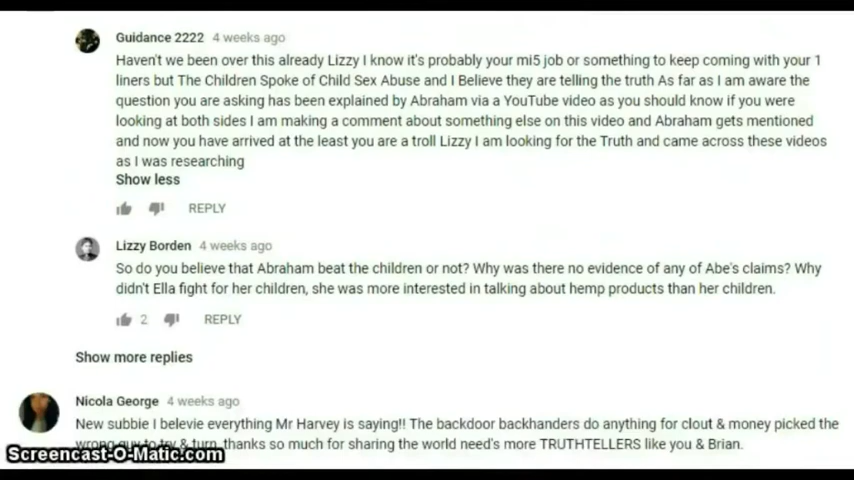 Guidance 2222 4 weeks ago
Haven't we been over this already Lizzy I know it's probably your mi5 job or something to keep coming with your 1
liners but The Children Spoke of Child Sex Abuse and I Believe they are telling the truth As far as I am aware the
question you are asking has been explained by Abraham via a YouTube video as you should know if you were
looking at both sides I am making a comment about something else on this video and Abraham gets mentioned
and now you have arrived at the least you are a troll Lizzy I am looking for the Truth and came across these videos
as I was researching
Show less
REPLY
Lizzy Borden 4 weeks ago
So do you believe that Abraham beat the children or not? Why was there no evidence of any of Abe's claims? Why
didn't Ella fight for her children, she was more interested in talking about hemp products than her children.
2 REPLY
Show more replies
Nicola George 4 weeks ago
New subbie I belevie everything Mr Harvey is saying!! The backdoor backhanders do anything for clout & money picked the
wrong guy to try & turn, thanks so much for sharing the world need's more TRUTHTELLERS like you & Brian.
Screencast-O-Matic.com